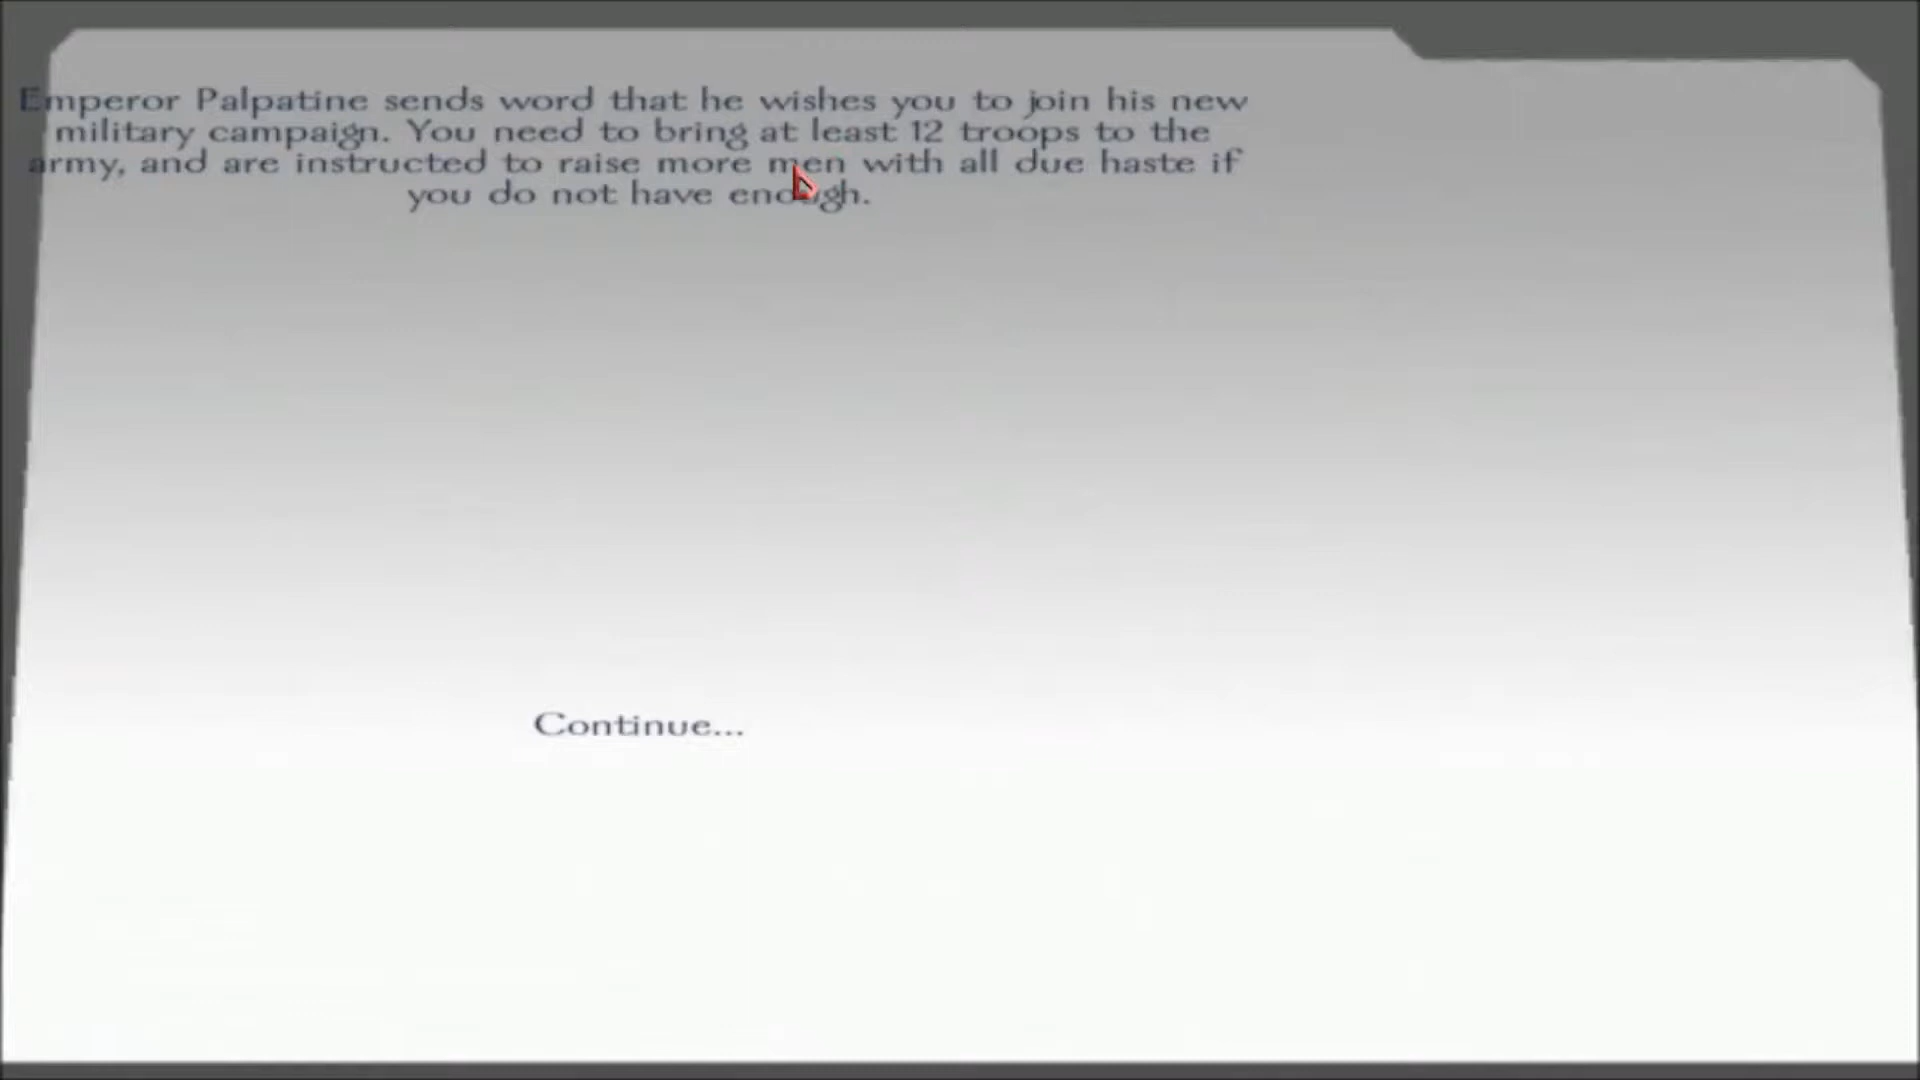 Emperor Palpatine sends word that he wishes you to join his new
military campaign. You need to bring at least 12 troops to the
army, and are instructed to raise more men with all due haste if
you do not have enough.
Continue...